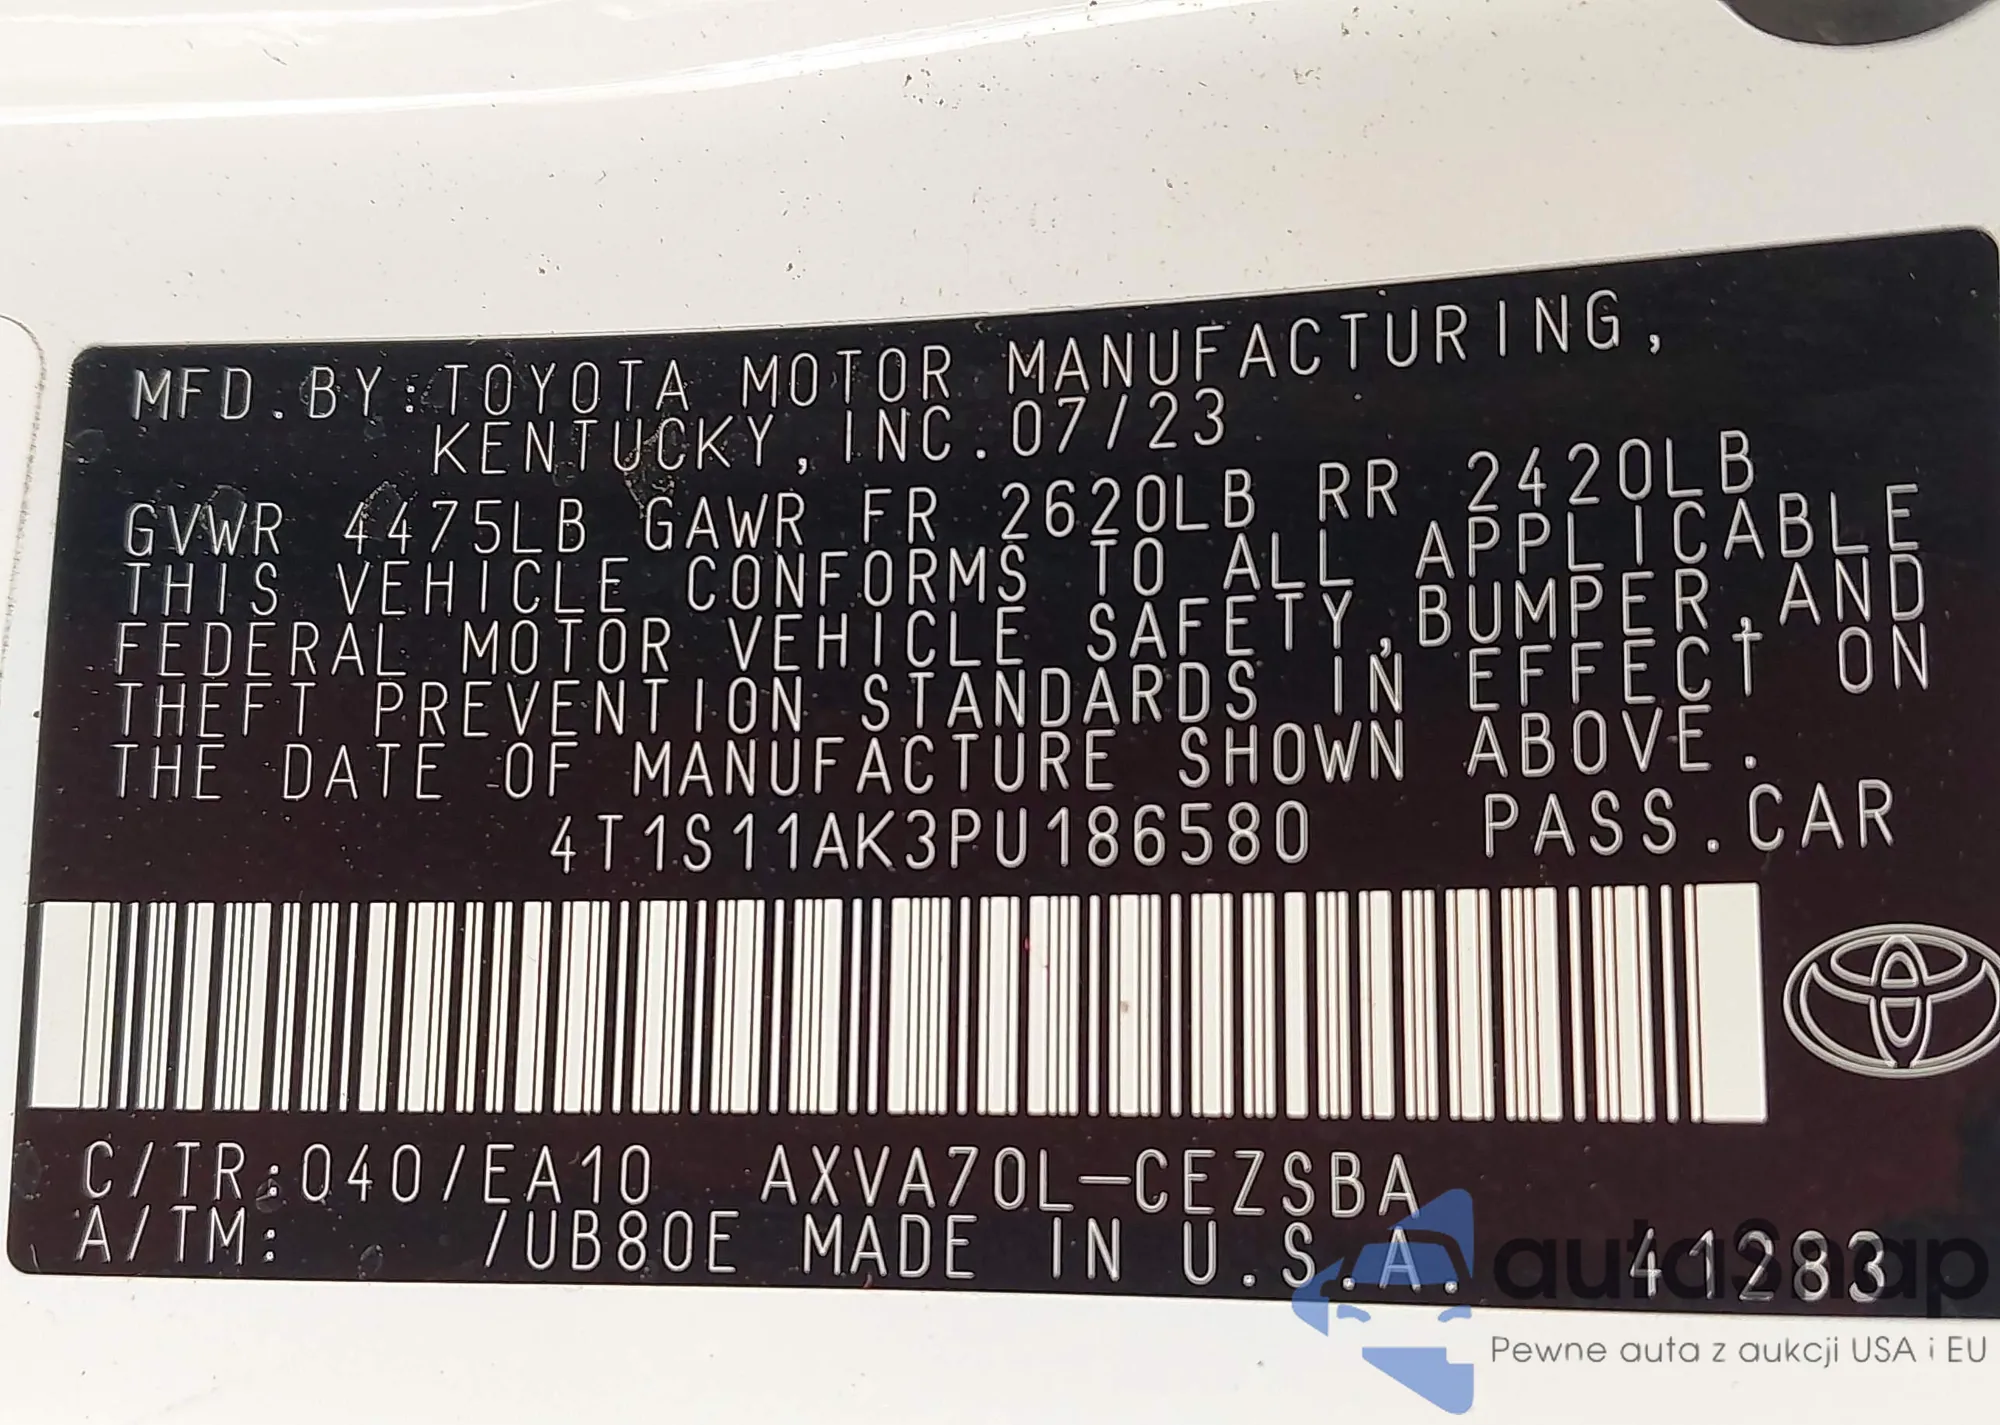 MFD.BY:TOYOTA MOTOR MANUFACTURING,
KENTUCKY, INC.07/23
GVWR 4475LB GAWR FR 2620LB RR 2420LB
THIS VEHICLE CONFORMS TO ALL APPLICABLE
FEDERAL MOTOR VEHICLE SAFETY,BUMPER,AND
THEFT PREVENTION STANDARDS IN EFFECT ON
THE DATE OF MANUFACTURE SHOWN ABOVE.
4T1S11AK3PU186580 PASS.CAR
C/TR:040/EA10 AXVA70L-CEZSBA
A/TM: /UB80E MADE IN U.S.A. 41283
autoSnap
Pewne auta z aukcji USA i EU